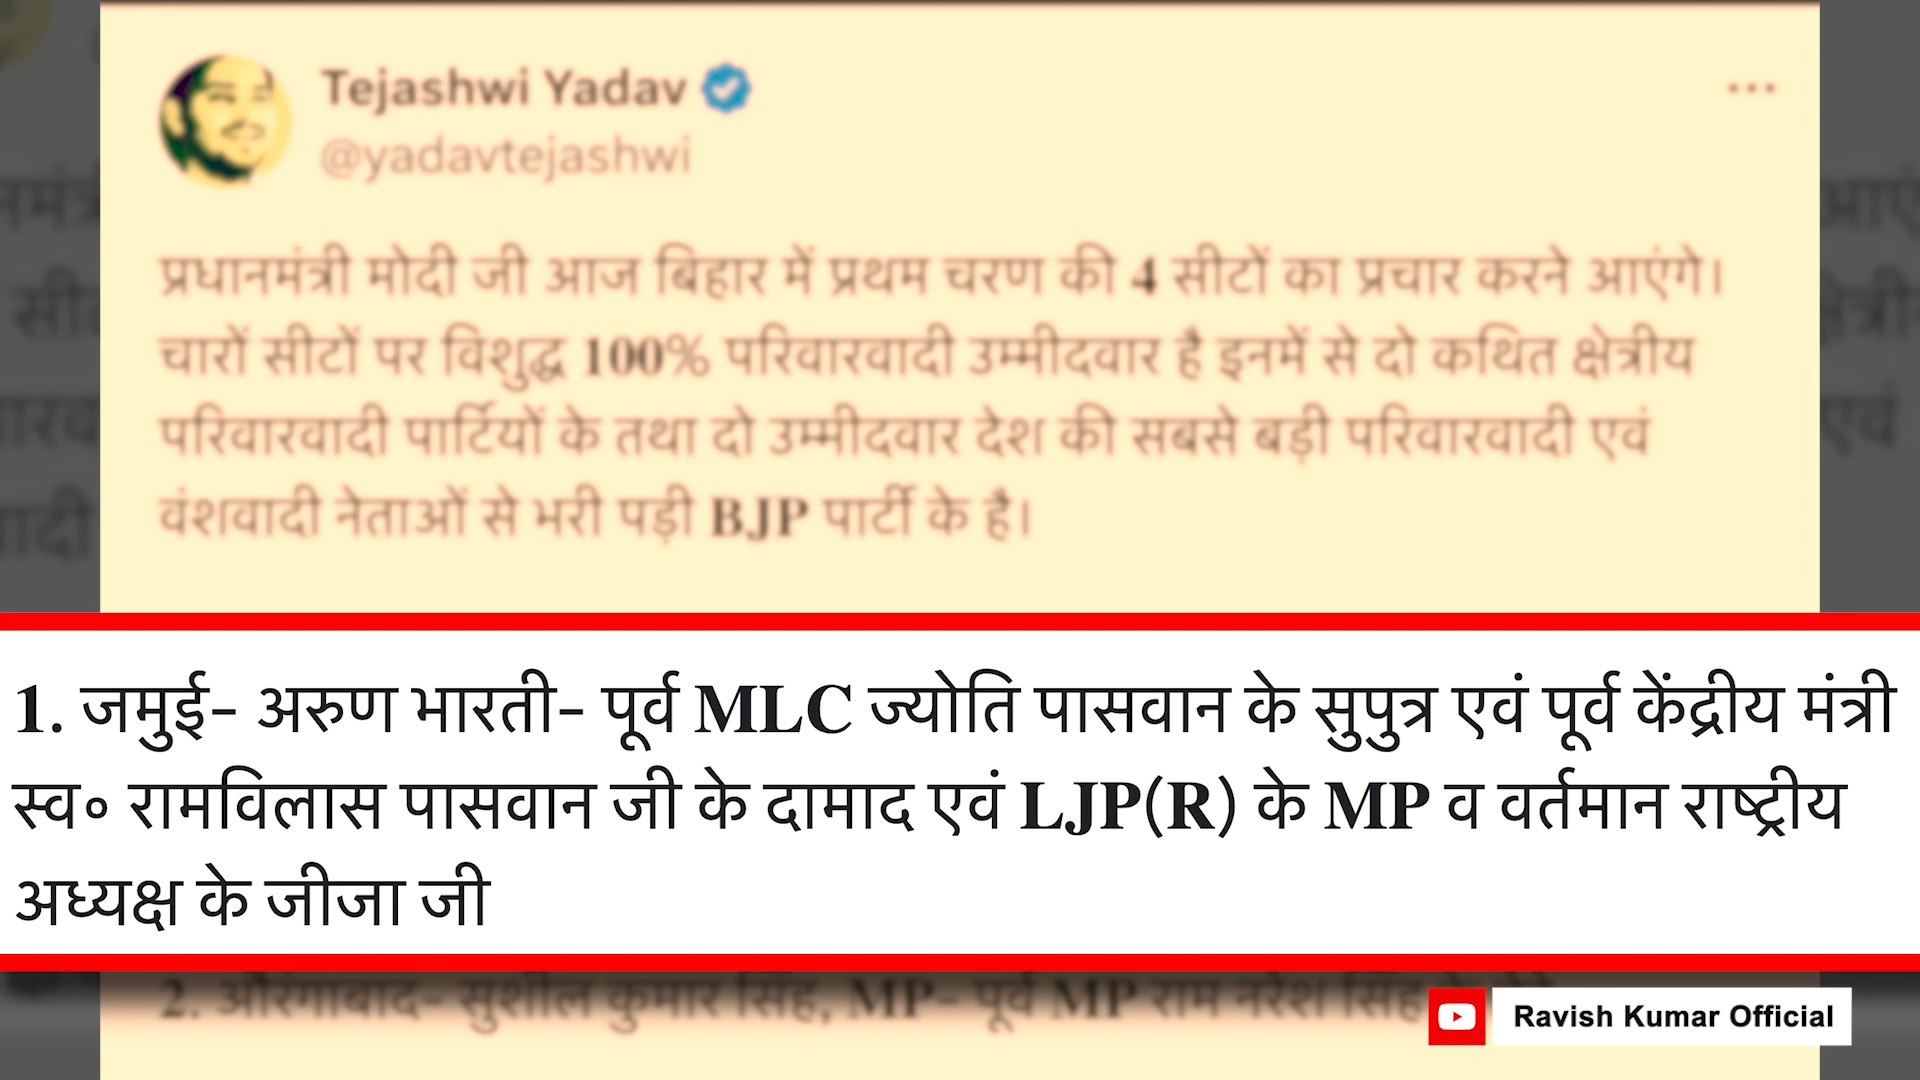 Tejashwi Yadav
@yadavtejashwi
प्रधानमंत्री मोदी जी आज बिहार में प्रथम चरण की 4 सीटों का प्रचार करने आएंगे।
चारों सीटों पर विशुद्ध 100% परिवारवादी उम्मीदवार है इनमें से दो कथित क्षेत्रीय
परिवारवादी पार्टियों के तथा दो उम्मीदवार देश की सबसे बड़ी परिवारवादी एवं
वंशवादी नेताओं से भरी पड़ी BJP पार्टी के है।
1. जमुई- अरुण भारती- पूर्व MLC ज्योति पासवान के सुपुत्र एवं पूर्व केंद्रीय मंत्री
स्व० रामविलास पासवान जी के दामाद एवं LJP(R) के MP व वर्तमान राष्ट्रीय
अध्यक्ष के जीजा जी
2. औरंगाबाद- सुशील कुमार सिंह, MP- पूर्व MP राम नरेश सिंह
Ravish Kumar Official